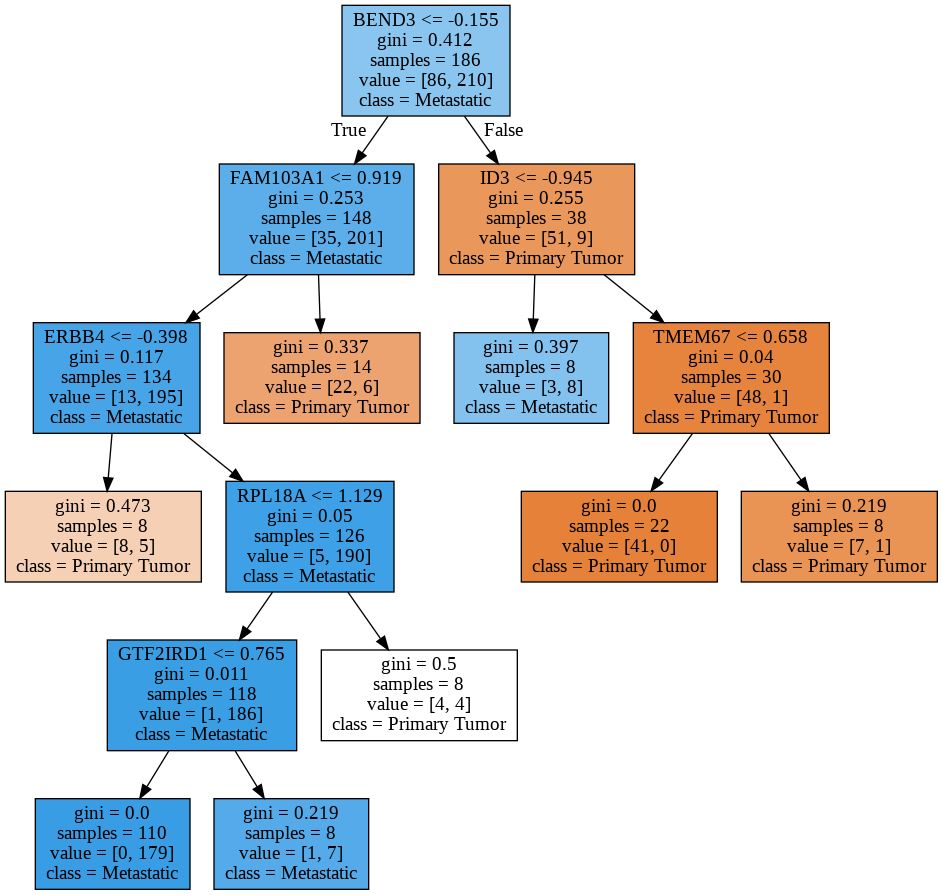 BEND3 <= -0.155
gini = 0.412
samples = 186
value = [86, 210]
class = Metastatic
True
False
FAM103A1 <= 0.919
gini = 0.253
samples = 148
value = [35, 201]
class = Metastatic
ID3 <= -0.945
gini = 0.255
samples = 38
value = [51, 9]
class = Primary Tumor
ERBB4 <= -0.398
gini = 0.117
samples = 134
value = [13, 195]
class = Metastatic
gini = 0.337
samples = 14
value = [22, 6]
class = Primary Tumor
gini = 0.397
samples = 8
value = [3, 8]
class = Metastatic
TMEM67 <= 0.658
gini = 0.04
samples = 30
value = [48, 1]
class = Primary Tumor
gini = 0.473
samples = 8
value = [8, 5]
class = Primary Tumor
RPL18A <= 1.129
gini = 0.05
samples = 126
value = [5, 190]
class = Metastatic
gini = 0.0
samples = 22
value = [41, 0]
class = Primary Tumor
gini = 0.219
samples = 8
value = [7, 1]
class = Primary Tumor
GTF2IRD1 <= 0.765
gini = 0.011
samples = 118
value = [1, 186]
class = Metastatic
gini = 0.5
samples = 8
value = [4, 4]
class = Primary Tumor
gini = 0.0
samples = 110
value = [0, 179]
class = Metastatic
gini = 0.219
samples = 8
value = [1, 7]
class = Metastatic